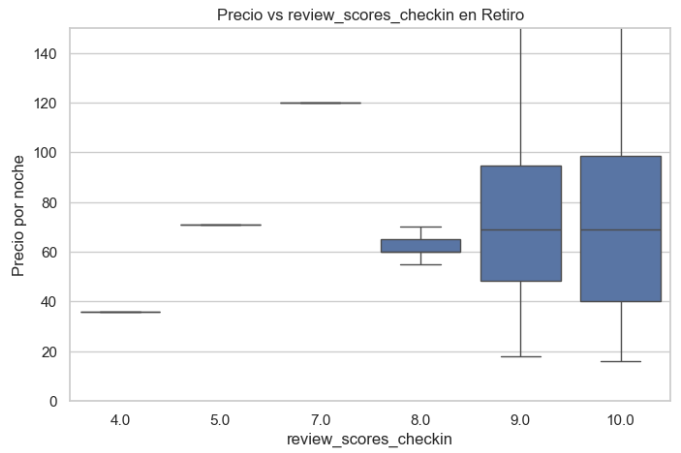 Precio vs review_scores_checkin en Retiro
Precio por noche
140
120
100
80
60
40
20
0
4.0 5.0 7.0 8.0 9.0 10.0
review_scores_checkin